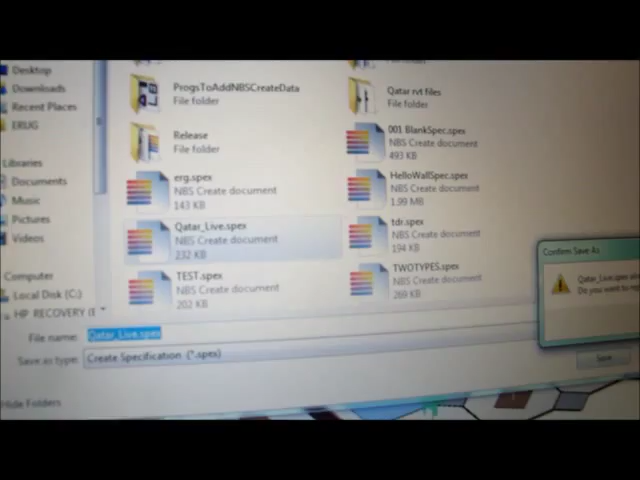 Desktop
Downloads
Recent Places
ERUG
Libraries
Documents
Music
Pictures
Videos
Computer
Local Disk (C:)
HP RECOVERY (
ProgsToAddNBSCreateData
File folder
Release
File folder
erg.spex
NBS Create document
143 KB
Qatar_Live.spex
NBS Create document
232 KB
TEST.spex
NBS Create document
202 KB
Qatar rvt files
File folder
001 BlankSpec.spex
NBS Create document
493 KB
HelloWallSpec.spex
NBS Create document
1.99 MB
tdr.spex
NBS Create document
194 KB
TWOTYPES.spex
NBS Create document
269 KB
File name: Qatar_Live.spex
Save as type: Create Specification (*.spex)
Hide Folders
Save
Confirm Save As
Qatar_Live.spex
Do you want to